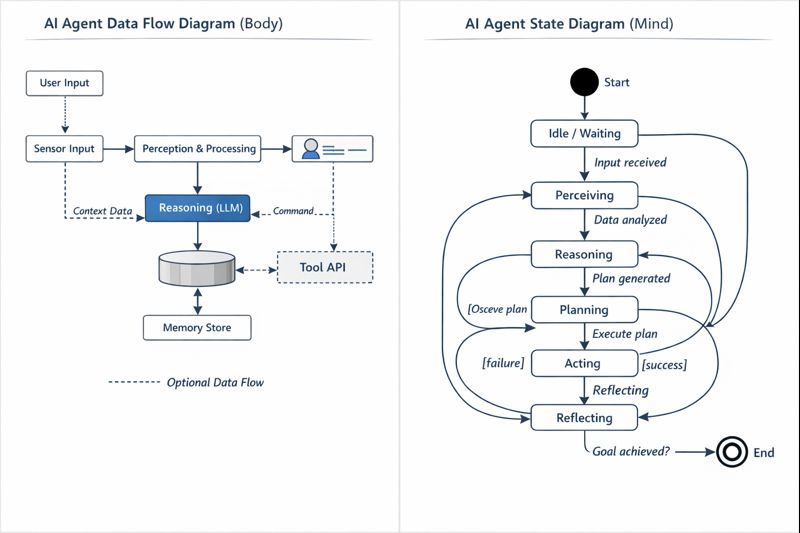 AI Agent Data Flow Diagram (Body)
User Input
Sensor Input
Perception & Processing
Context Data
Reasoning (LLM)
Command
Tool API
Memory Store
Optional Data Flow
AI Agent State Diagram (Mind)
Start
Idle / Waiting
Input received
Perceiving
Data analyzed
Reasoning
Plan generated
[Osceve plan
Planning
Execute plan
[failure]
Acting
[success]
Reflecting
Reflecting
Goal achieved?
End